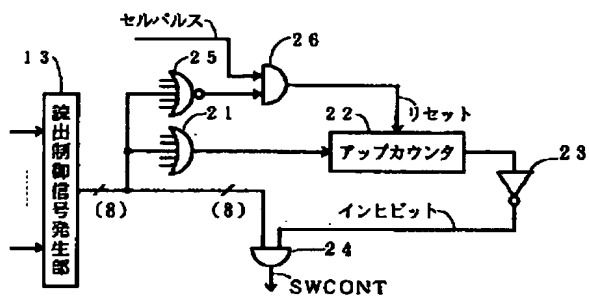 セルパルス
26
25
13
21
22
リセット
読出制御信号発生部
アップカウンタ
23
(8)
(8)
インヒビット
24
SWCONT